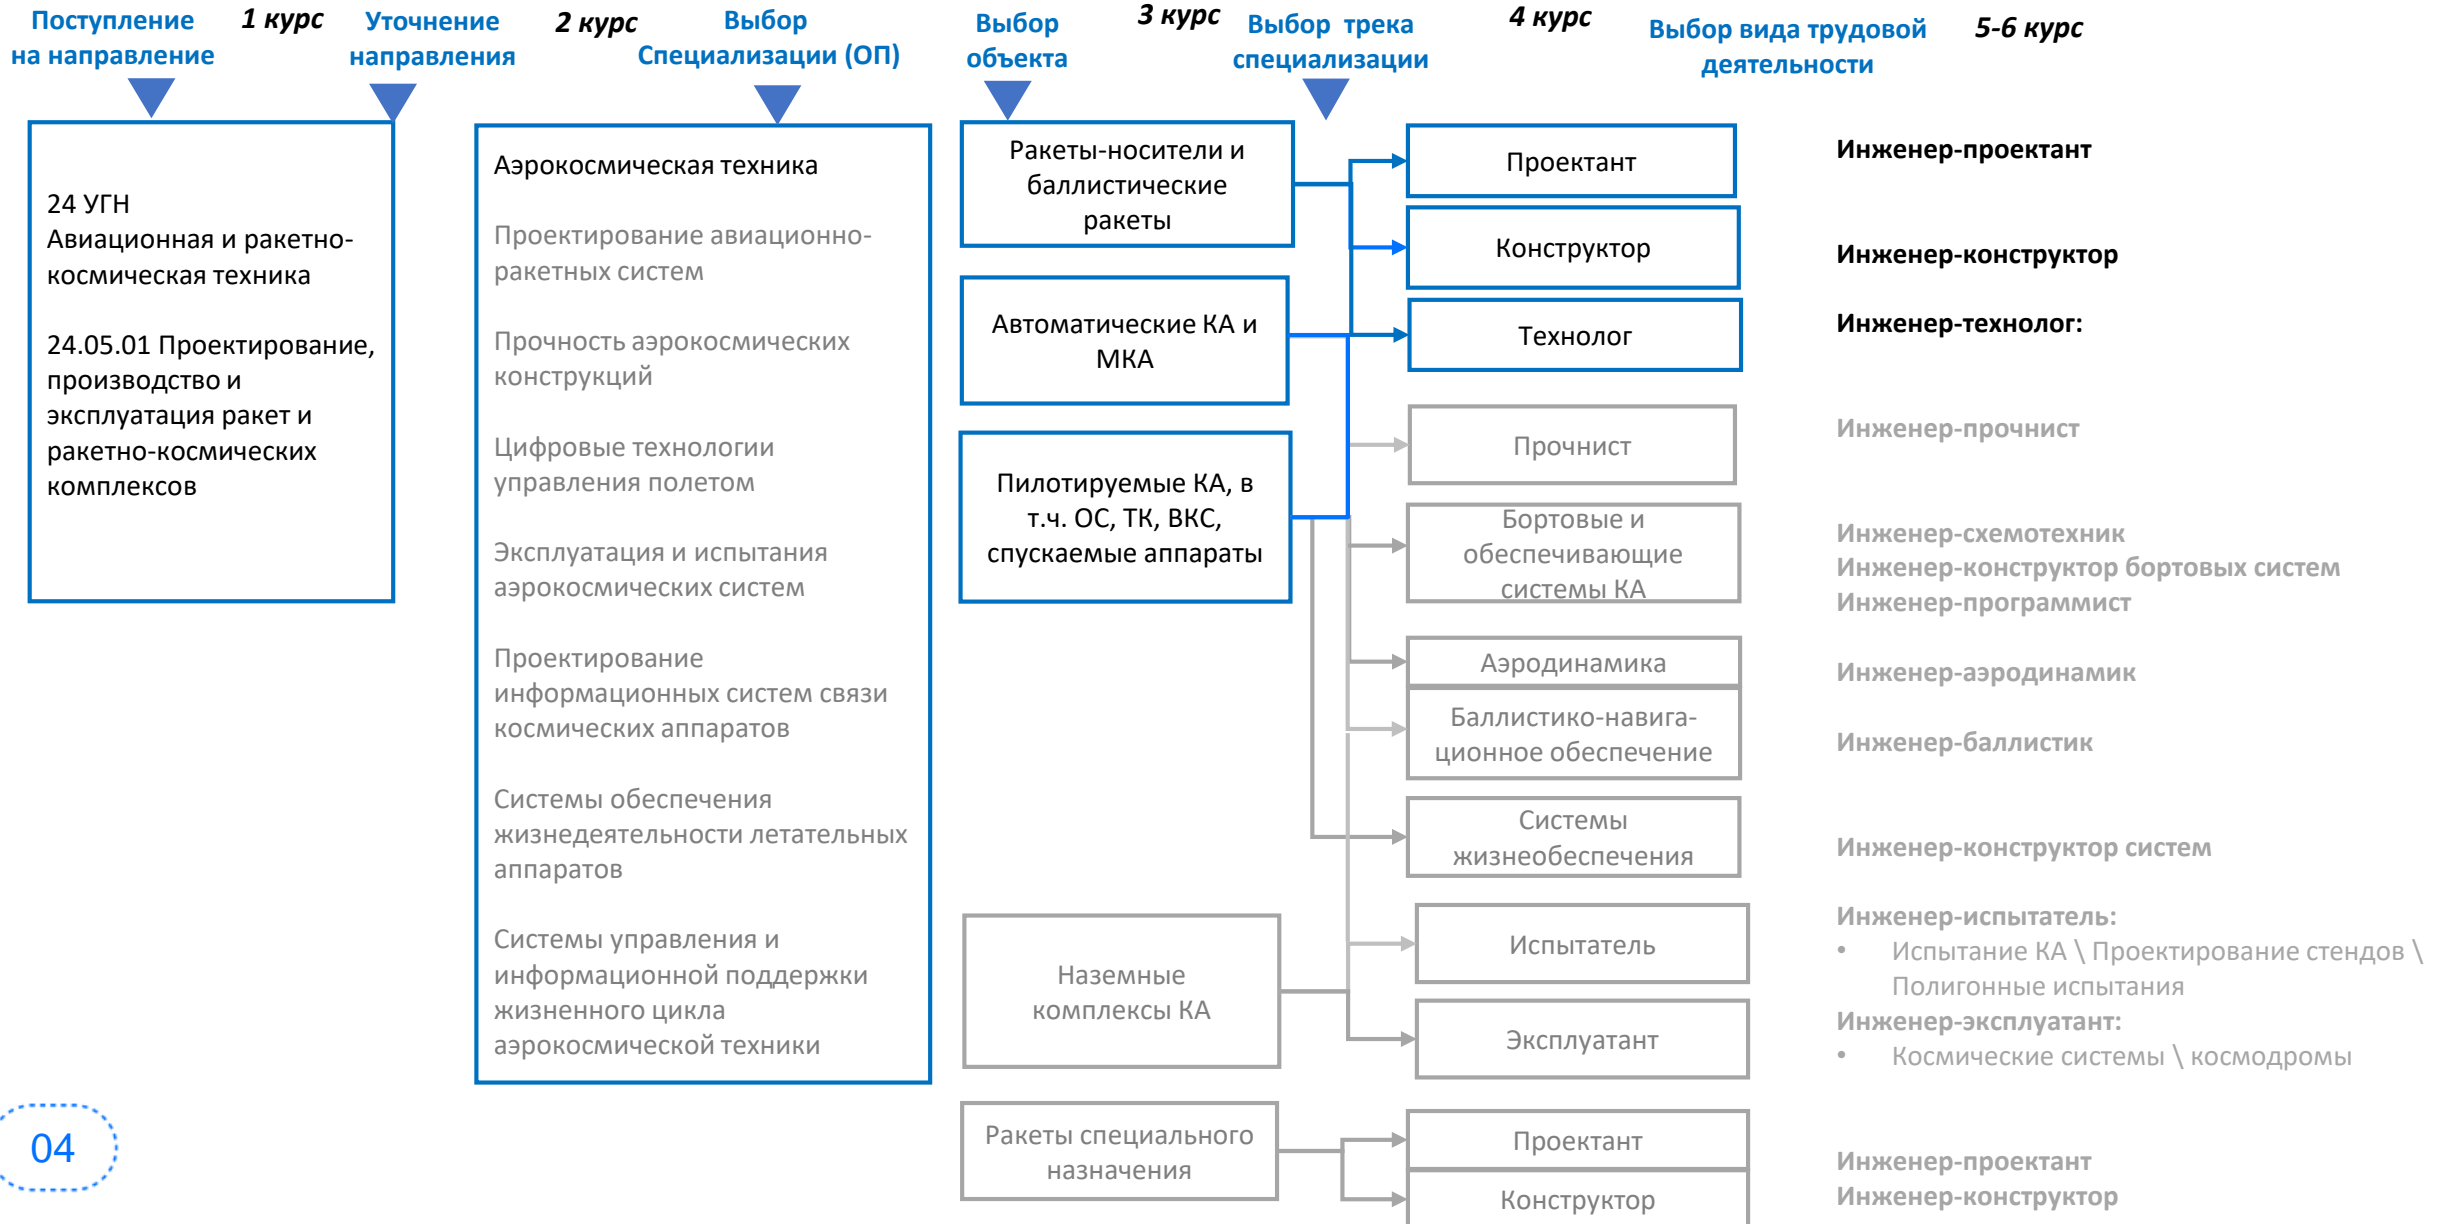 Поступление
на направление
1 курс
Уточнение
направления
2 курс
Выбор
Специализации (ОП)
Выбор
объекта
3 курс
Выбор трека
специализации
4 курс
Выбор вида трудовой
деятельности
5-6 курс
24 УГН
Авиационная и ракетно-
космическая техника
24.05.01 Проектирование,
производство и
эксплуатация ракет и
ракетно-космических
комплексов
Аэрокосмическая техника
Проектирование авиационно-
ракетных систем
Прочность аэрокосмических
конструкций
Цифровые технологии
управления полетом
Эксплуатация и испытания
аэрокосмических систем
Проектирование
информационных систем связи
космических аппаратов
Системы обеспечения
жизнедеятельности летательных
аппаратов
Системы управления и
информационной поддержки
жизненного цикла
аэрокосмической техники
Ракеты-носители и
баллистические
ракеты
Автоматические КА и
МКА
Пилотируемые КА, в
т.ч. ОС, ТК, ВКС,
спускаемые аппараты
Наземные
комплексы КА
Ракеты специального
назначения
Проектант
Конструктор
Технолог
Прочнист
Бортовые и
обеспечивающие
системы КА
Аэродинамика
Баллистико-навига-
ционное обеспечение
Системы
жизнеобеспечения
Испытатель
Эксплуатант
Проектант
Конструктор
Инженер-проектант
Инженер-конструктор
Инженер-технолог:
Инженер-прочнист
Инженер-схемотехник
Инженер-конструктор бортовых систем
Инженер-программист
Инженер-аэродинамик
Инженер-баллистик
Инженер-конструктор систем
Инженер-испытатель:
• Испытание КА \ Проектирование стендов \
Полигонные испытания
Инженер-эксплуатант:
• Космические системы \ космодромы
Инженер-проектант
Инженер-конструктор
04